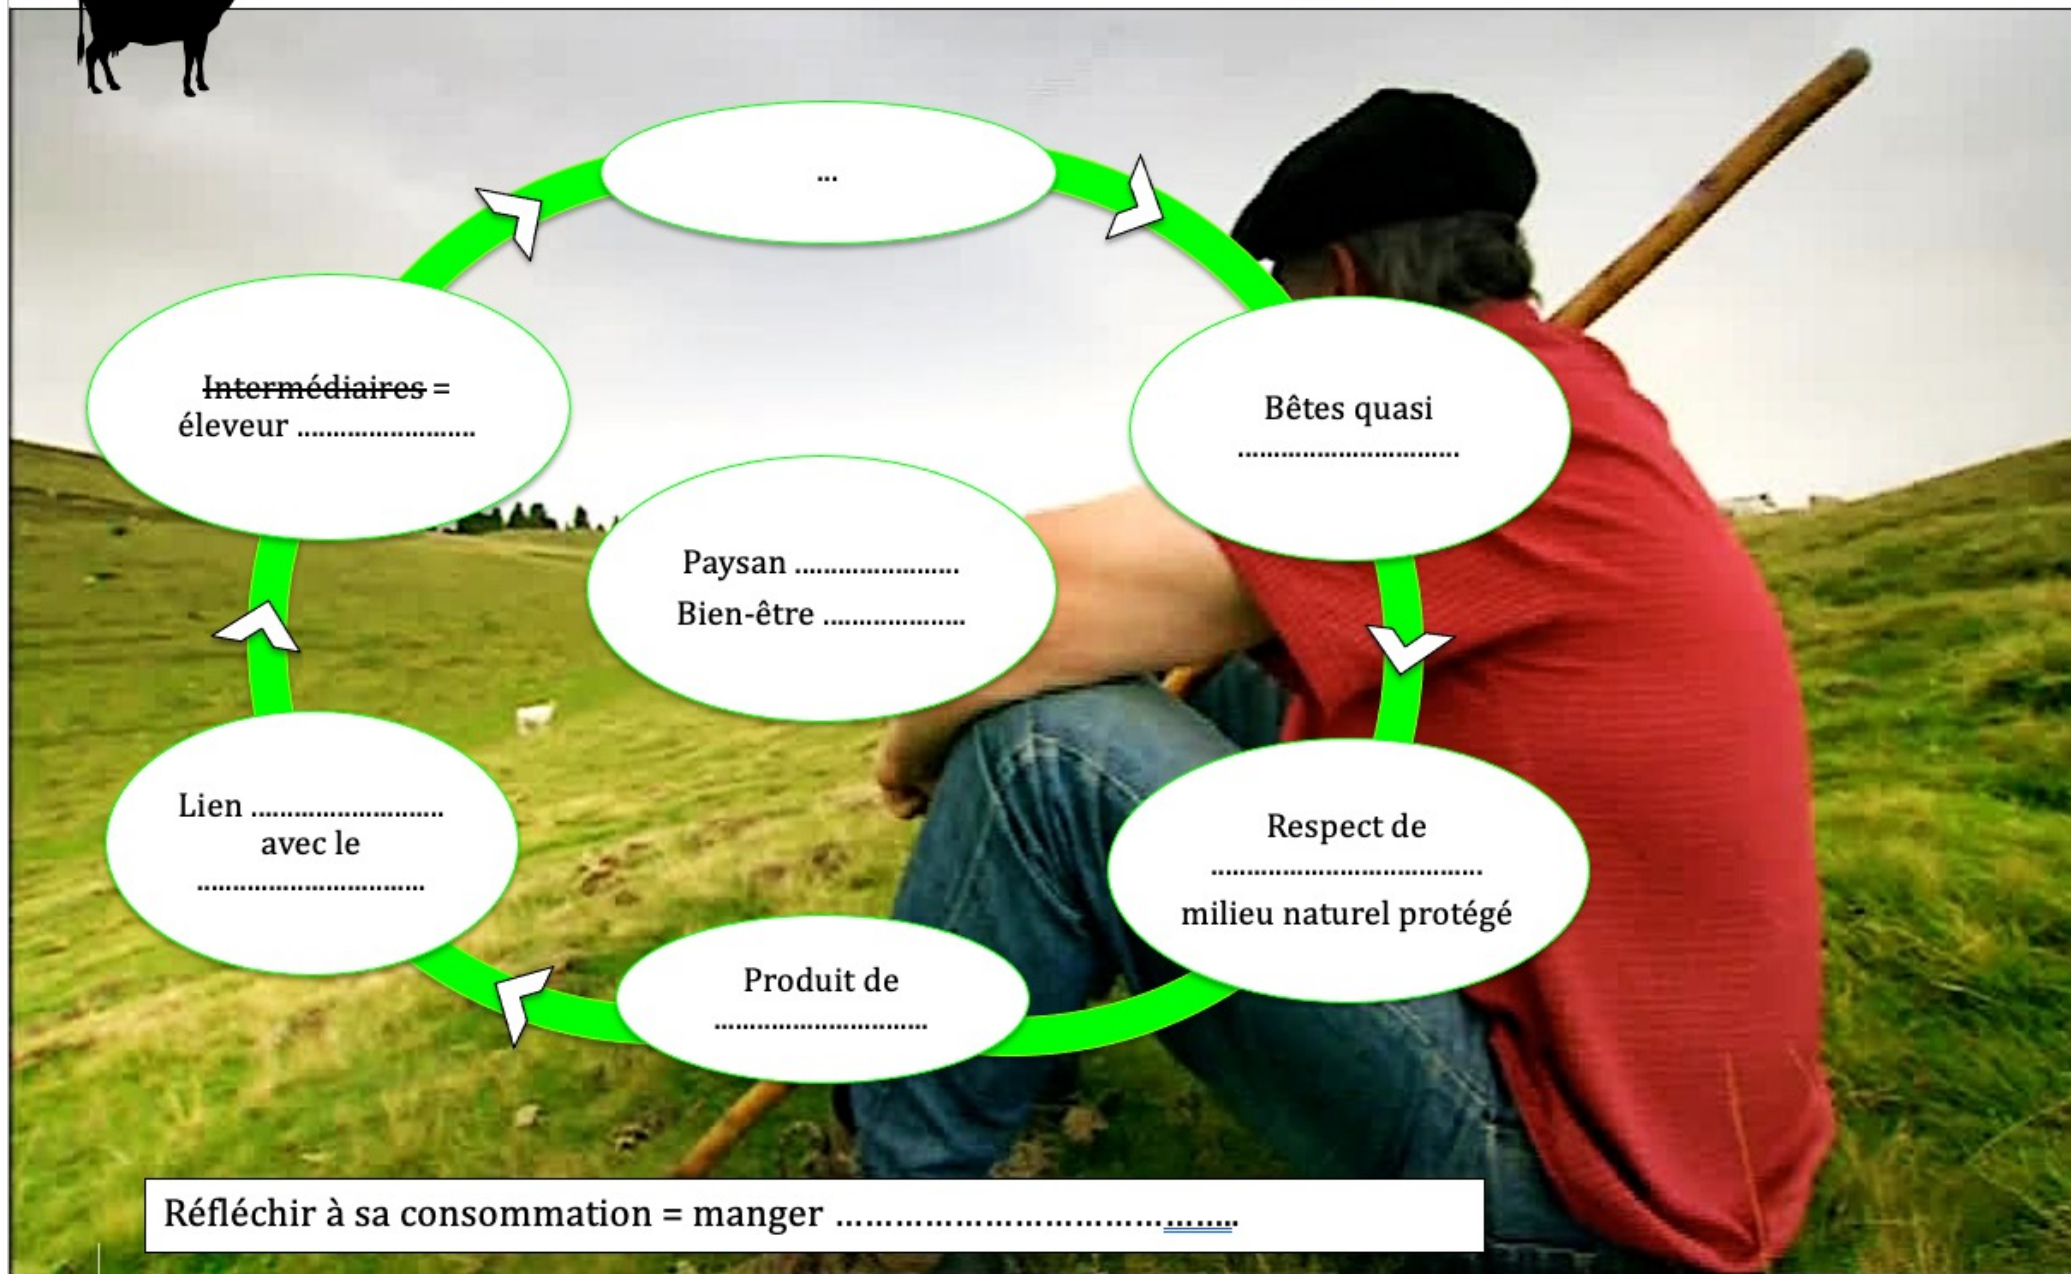 ...
Intermédiaires =
éleveur .........................
Bêtes quasi
...............................
Paysan .......................
Bien-être ....................
Lien ...........................
avec le
................................
Respect de
......................................
milieu naturel protégé
Produit de
..............................
Réfléchir à sa consommation = manger ..........................................